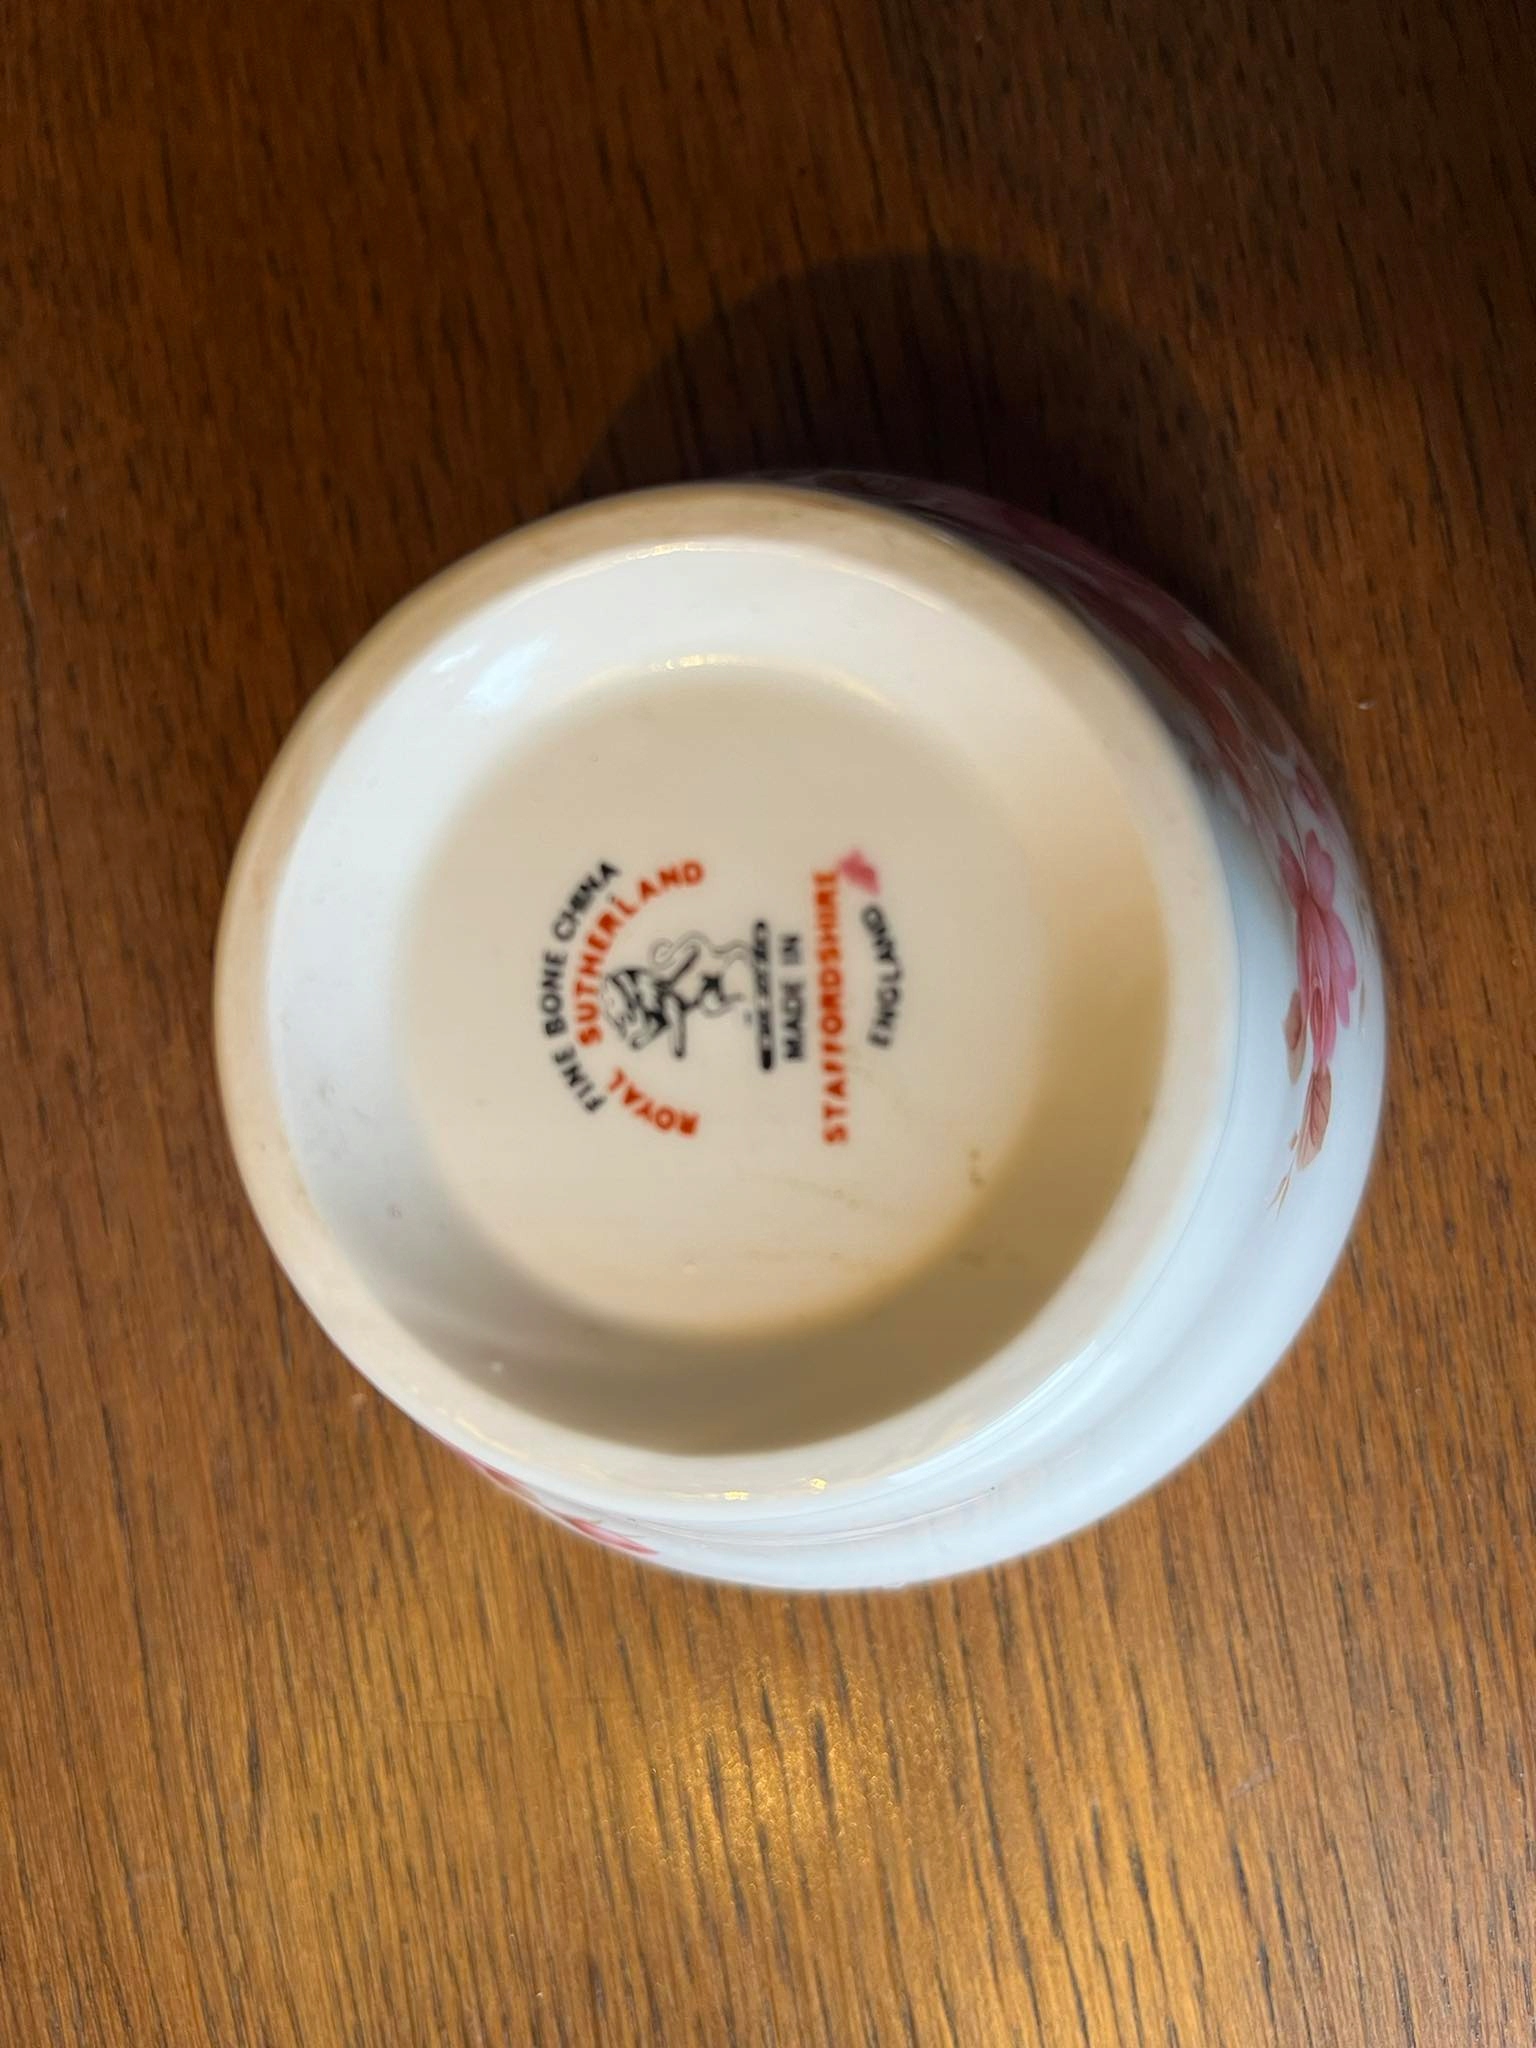 FINE BONE CHINA
ROYAL SUTHERLAND
MADE IN
STAFFORDSHIRE
ENGLAND